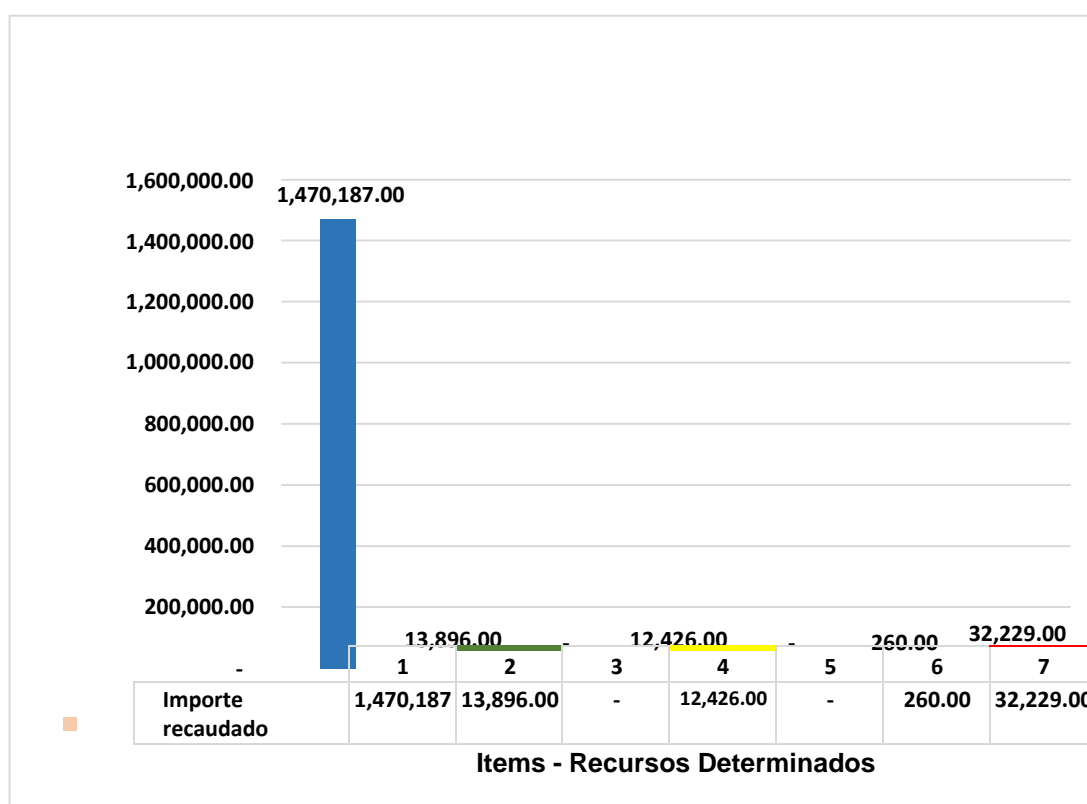 1,600,000.00
1,470,187.00
1,400,000.00
1,200,000.00
1,000,000.00
800,000.00
600,000.00
400,000.00
200,000.00
13,896.00 - 12,426.00 - 260.00 32,229.00
- 1 2 3 4 5 6 7
Importe 1,470,187 13,896.00 - 12,426.00 - 260.00 32,229.00
recaudado
Items - Recursos Determinados